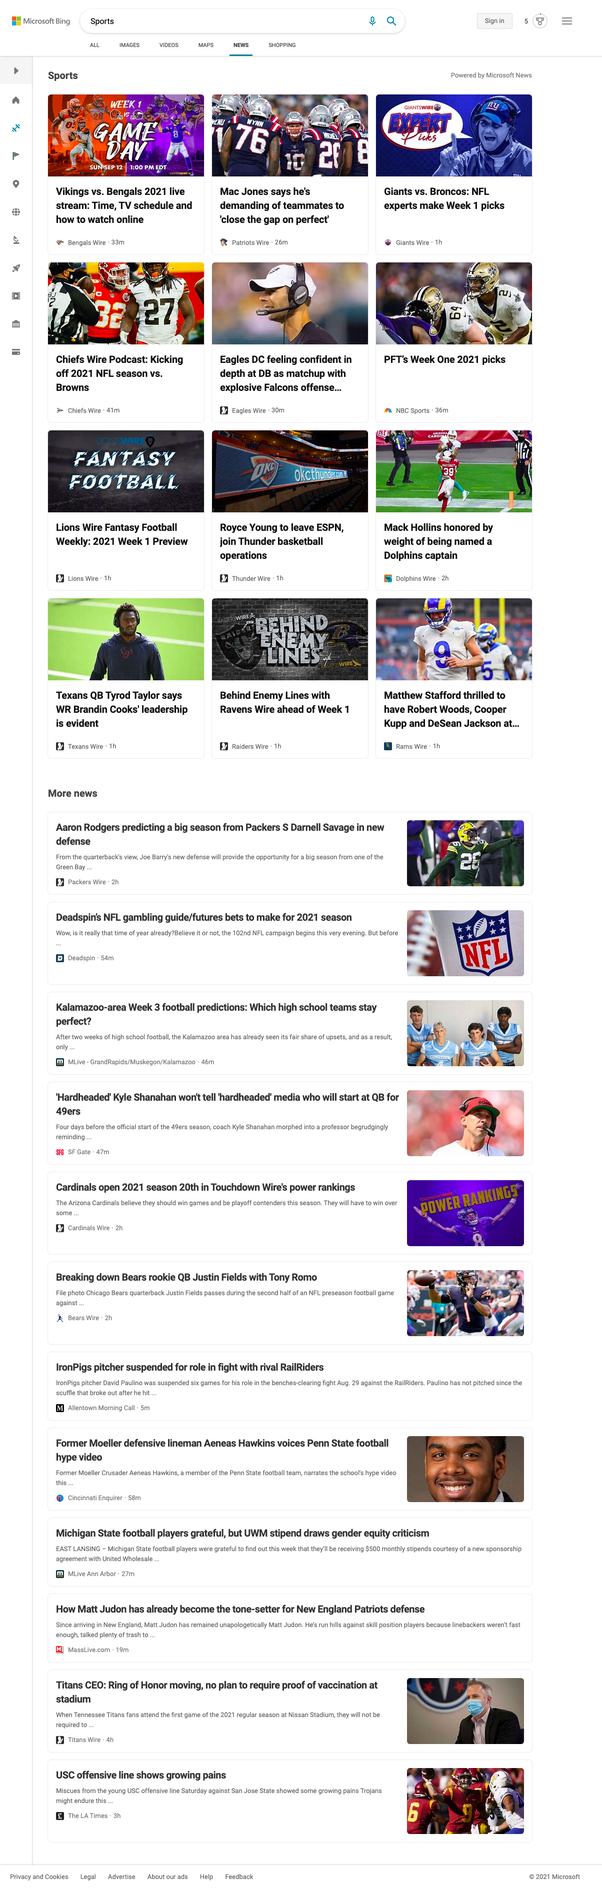 Microsoft Bing
Sports
Sign in
5
ALL IMAGES VIDEOS MAPS NEWS SHOPPING
Sports
Powered by Microsoft News
WEEK 1
GAME
DAY
SUN SEP 12 1:00 PM EDT
Vikings vs. Bengals 2021 live
stream: Time, TV schedule and
how to watch online
Bengals Wire · 33m
76
10
Mac Jones says he's
demanding of teammates to
'close the gap on perfect'
Patriots Wire · 26m
GIANTSWIRE
EXPERT
Picks
Giants vs. Broncos: NFL
experts make Week 1 picks
Giants Wire · 1h
32
27
Chiefs Wire Podcast: Kicking
off 2021 NFL season vs.
Browns
Chiefs Wire · 41m
Eagles DC feeling confident in
depth at DB as matchup with
explosive Falcons offense...
Eagles Wire · 30m
64
2
PFT's Week One 2021 picks
NBC Sports · 36m
FANTASY
FOOTBALL
Lions Wire Fantasy Football
Weekly: 2021 Week 1 Preview
Lions Wire · 1h
OKC
okcthunder.com
Royce Young to leave ESPN,
join Thunder basketball
operations
Thunder Wire · 1h
39
Mack Hollins honored by
weight of being named a
Dolphins captain
Dolphins Wire · 2h
Texans QB Tyrod Taylor says
WR Brandin Cooks' leadership
is evident
Texans Wire · 1h
BEHIND
ENEMY
LINES
WIRE
Behind Enemy Lines with
Ravens Wire ahead of Week 1
Raiders Wire · 1h
9
5
Matthew Stafford thrilled to
have Robert Woods, Cooper
Kupp and DeSean Jackson at...
Rams Wire · 1h
More news
Aaron Rodgers predicting a big season from Packers S Darnell Savage in new
defense
From the quarterback's view, Joe Barry's new defense will provide the opportunity for a big season from one of the
Green Bay ...
Packers Wire · 2h
26
Deadspin's NFL gambling guide/futures bets to make for 2021 season
Wow, is it really that time of year already?Believe it or not, the 102nd NFL campaign begins this very evening. But before
...
Deadspin · 54m
NFL
Kalamazoo-area Week 3 football predictions: Which high school teams stay
perfect?
After two weeks of high school football, the Kalamazoo area has already seen its fair share of upsets, and as a result,
only ...
MLive - GrandRapids/Muskegon/Kalamazoo · 46m
'Hardheaded' Kyle Shanahan won't tell 'hardheaded' media who will start at QB for
49ers
Four days before the official start of the 49ers season, coach Kyle Shanahan morphed into a professor begrudgingly
reminding ...
SF Gate · 47m
Cardinals open 2021 season 20th in Touchdown Wire's power rankings
The Arizona Cardinals believe they should win games and be playoff contenders this season. They will have to win over
some ...
Cardinals Wire · 2h
POWER RANKINGS
8
Breaking down Bears rookie QB Justin Fields with Tony Romo
File photo Chicago Bears quarterback Justin Fields passes during the second half of an NFL preseason football game
against ...
Bears Wire · 2h
1
IronPigs pitcher suspended for role in fight with rival RailRiders
IronPigs pitcher David Paulino was suspended six games for his role in the benches-clearing fight Aug. 29 against the RailRiders. Paulino has not pitched since the
scuffle that broke out after he hit ...
Allentown Morning Call · 5m
Former Moeller defensive lineman Aeneas Hawkins voices Penn State football
hype video
Former Moeller Crusader Aeneas Hawkins, a member of the Penn State football team, narrates the school's hype video
this ...
Cincinnati Enquirer · 58m
Michigan State football players grateful, but UWM stipend draws gender equity criticism
EAST LANSING – Michigan State football players were grateful to find out this week that they'll be receiving $500 monthly stipends courtesy of a new sponsorship
agreement with United Wholesale ...
MLive Ann Arbor · 27m
How Matt Judon has already become the tone-setter for New England Patriots defense
Since arriving in New England, Matt Judon has remained unapologetically Matt Judon. He's run hills against skill position players because linebackers weren't fast
enough, talked plenty of trash to ...
MassLive.com · 19m
Titans CEO: Ring of Honor moving, no plan to require proof of vaccination at
stadium
When Tennessee Titans fans attend the first game of the 2021 regular season at Nissan Stadium, they will not be
required to ...
Titans Wire · 4h
USC offensive line shows growing pains
Miscues from the young USC offensive line Saturday against San Jose State showed some growing pains Trojans
might endure this ...
The LA Times · 3h
6
Privacy and Cookies Legal Advertise About our ads Help Feedback
© 2021 Microsoft